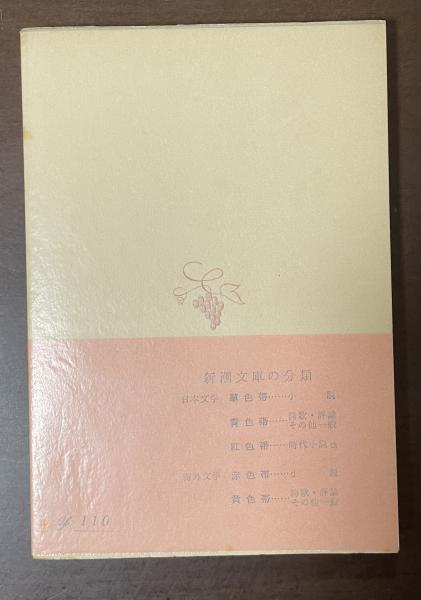 新潮文庫の分類
日本文学 草色帯……小説
黄色帯……詩歌・評論
その他一般
紅色帯……時代小説他
海外文学 赤色帯……小説
黄色帯……詩歌・評論
その他一般
¥ 110